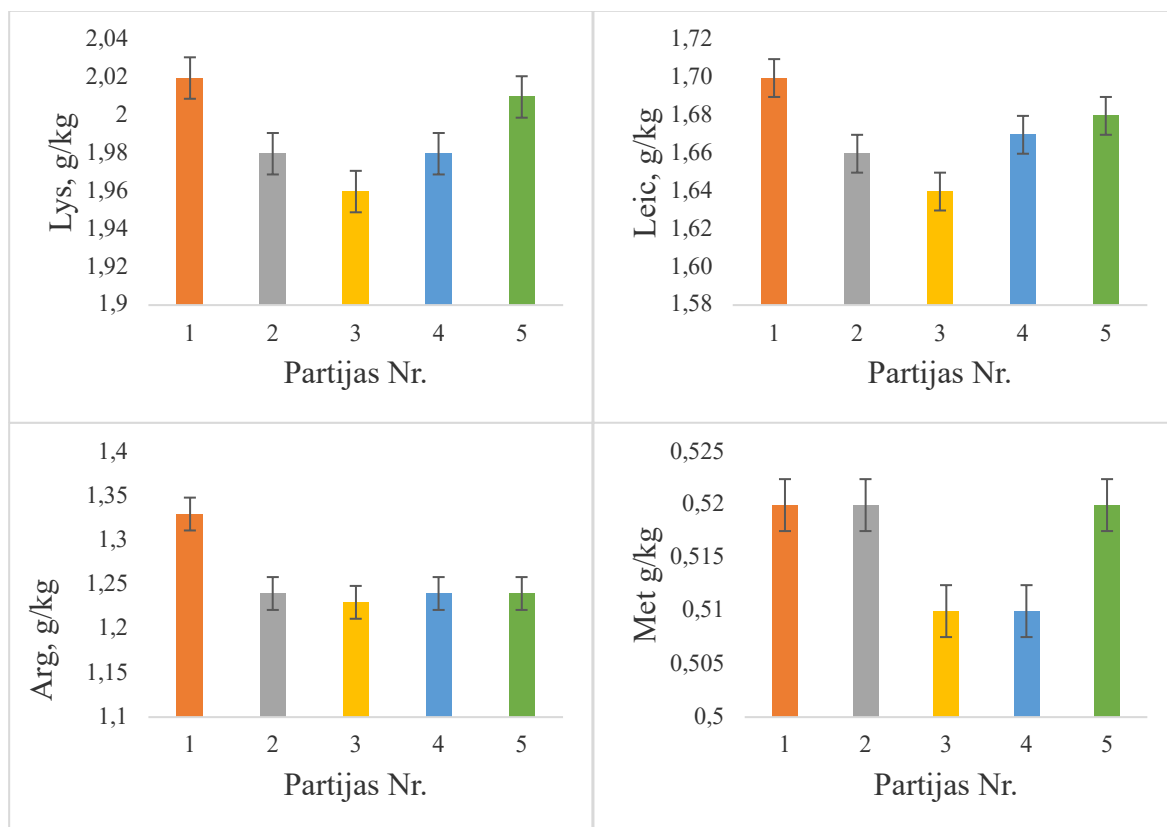 Lys, g/kg
2,04
2,02
2
1,98
1,96
1,94
1,92
1,9
1 2 3 4 5
Partijas Nr.
Leic, g/kg
1,72
1,70
1,68
1,66
1,64
1,62
1,60
1,58
1 2 3 4 5
Partijas Nr.
Arg, g/kg
1,4
1,35
1,3
1,25
1,2
1,15
1,1
1 2 3 4 5
Partijas Nr.
Met g/kg
0,525
0,52
0,515
0,51
0,505
0,5
1 2 3 4 5
Partijas Nr.